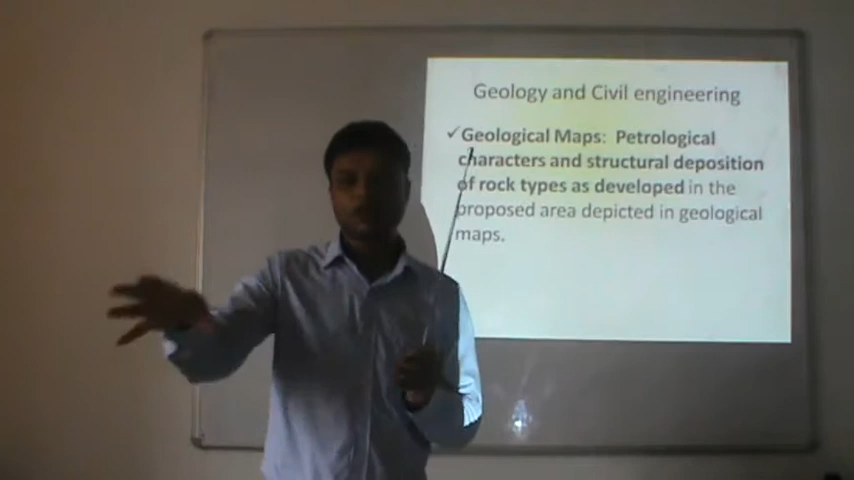 Geology and Civil engineering
✓Geological Maps: Petrological
characters and structural deposition
of rock types as developed in the
proposed area depicted in geological
maps.